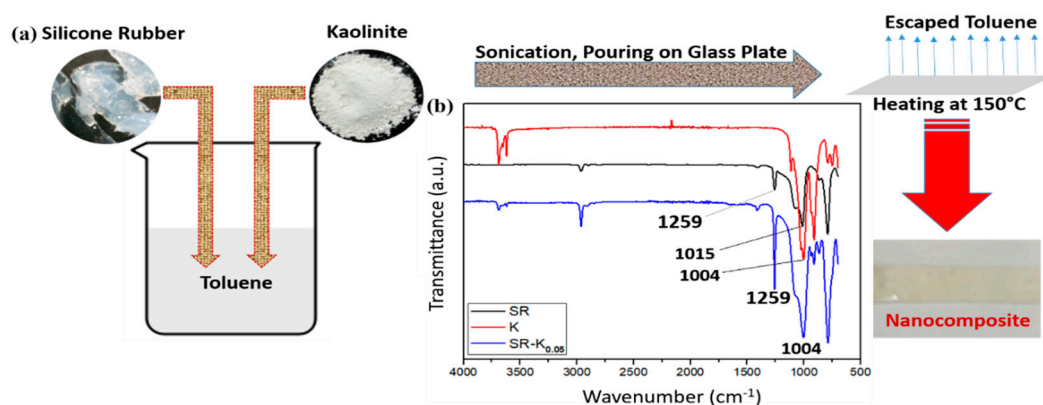 (a) Silicone Rubber
Kaolinite
Toluene
Sonication, Pouring on Glass Plate
Escaped Toluene
Heating at 150°C
Nanocomposite
(b)
Transmittance (a.u.)
1259
1015
1004
1259
1004
SR
K
SR-K0.05
4000 3500 3000 2500 2000 1500 1000 500
Wavenumber (cm-1)